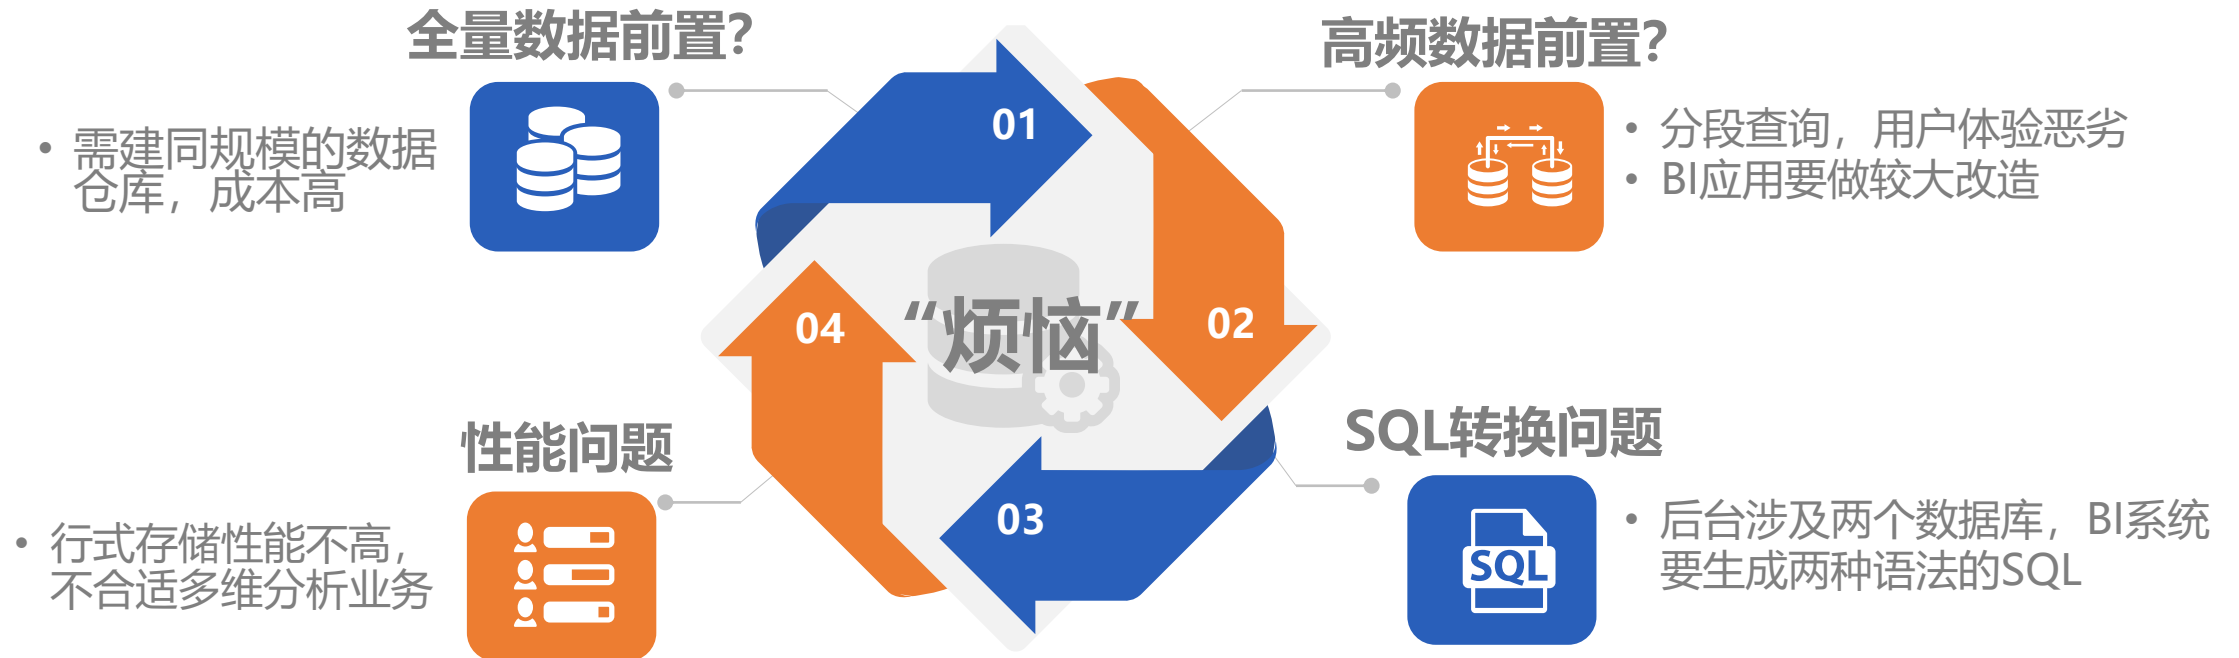 全量数据前置？
• 需建同规模的数据
仓库，成本高
01
高频数据前置？
• 分段查询，用户体验恶劣
• BI应用要做较大改造
02
“烦恼”
04
性能问题
• 行式存储性能不高，
不合适多维分析业务
03
SQL转换问题
SQL
• 后台涉及两个数据库，BI系统
要生成两种语法的SQL